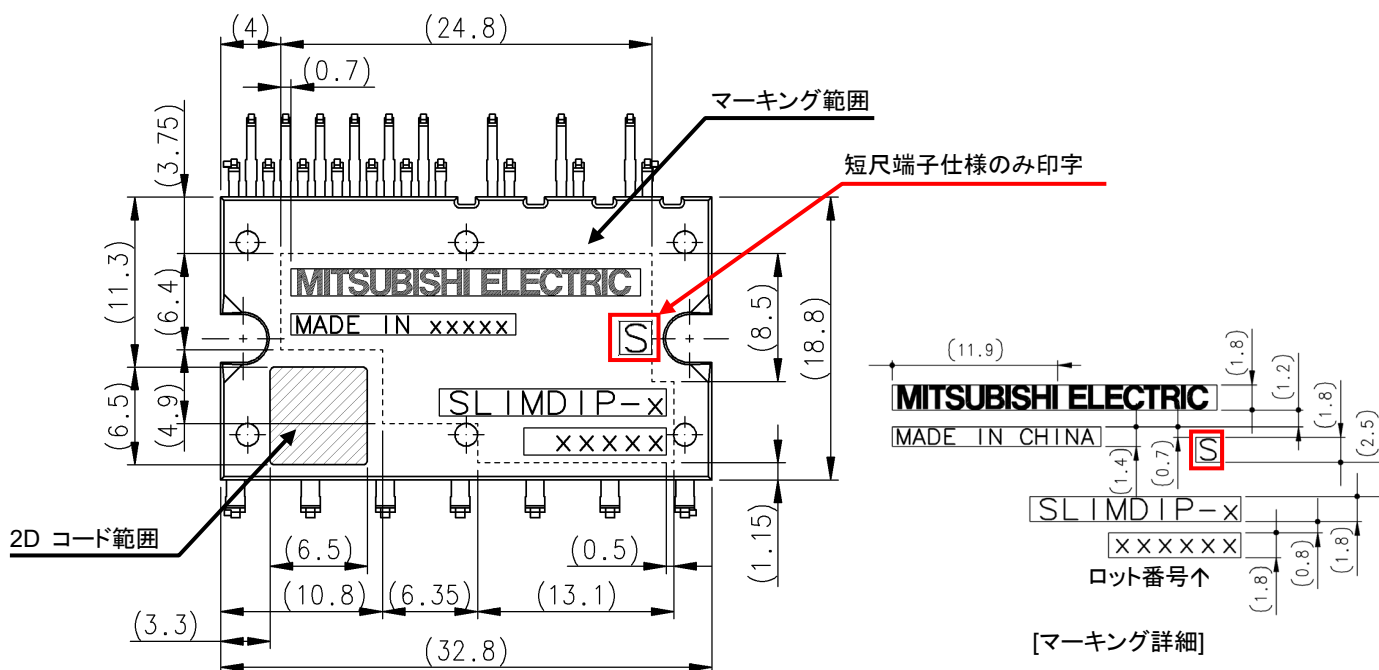 (4)
(24.8)
(0.7)
マーキング範囲
(3.75)
短尺端子仕様のみ印字
(11.3)
(6.4)
MITSUBISHI ELECTRIC
MADE IN xxxxx
S
(8.5)
(18.8)
(6.5)
(4.9)
SLIMDIP-x
xxxxx
2D コード範囲
(6.5)
(0.5)
(1.15)
(10.8)
(6.35)
(13.1)
(3.3)
(32.8)
(11.9)
(1.8)
(1.2)
MITSUBISHI ELECTRIC
(1.8)
(2.5)
MADE IN CHINA
S
(1.4)
(0.7)
SLIMDIP-x
xxxxxx
ロット番号↑
(1.8)
(0.8)
(1.8)
[マーキング詳細]